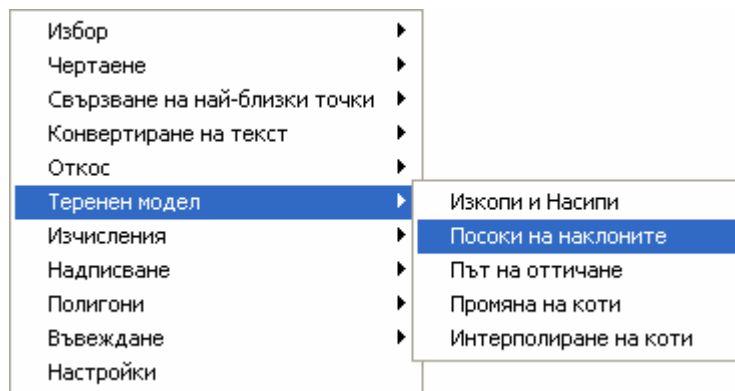 Избор
Чертаене
Свързване на най-близки точки
Конвертиране на текст
Откос
Теренен модел
Изчисления
Надписване
Полигони
Въвеждане
Настройки
Изкопи и Насипи
Посоки на наклоните
Път на оттичане
Промяна на коти
Интерполиране на коти